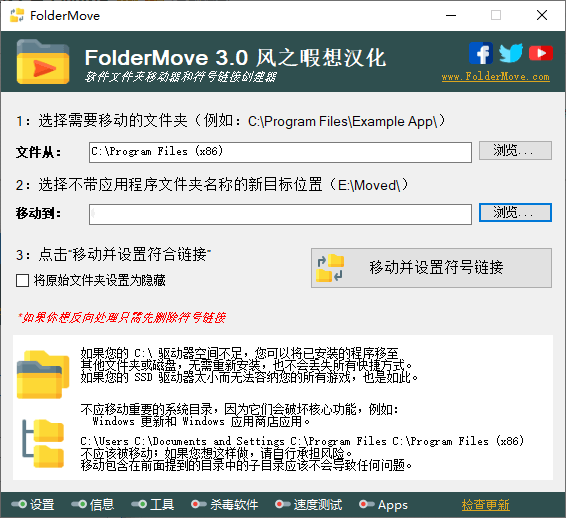 FolderMove
FolderMove 3.0 风之暇想汉化
软件文件夹移动器和符号链接创建器
www.FolderMove.com
1：选择需要移动的文件夹（例如：C:\Program Files\Example App\）
文件从：
C:\Program Files (x86)
浏览...
2：选择不带应用程序文件夹名称的新目标位置（E:\Moved\）
移动到：
浏览...
3：点击“移动并设置符合链接”
移动并设置符号链接
将原始文件夹设置为隐藏
*如果你想反向处理只需先删除符号链接
如果您的 C:\ 驱动器空间不足，您可以将已安装的程序移至
其他文件夹或磁盘，无需重新安装，也不会丢失所有快捷方式。
如果您的 SSD 驱动器太小而无法容纳您的所有游戏，也是如此。
不应移动重要的系统目录，因为它们会破坏核心功能，例如：
Windows 更新和 Windows 应用商店应用。
C:\Users C:\Documents and Settings C:\Program Files C:\Program Files (x86)
不应该被移动；如果您想这样做，请自行承担风险。
移动包含在前面提到的目录中的子目录应该不会导致任何问题。
设置
信息
工具
杀毒软件
速度测试
Apps
检查更新